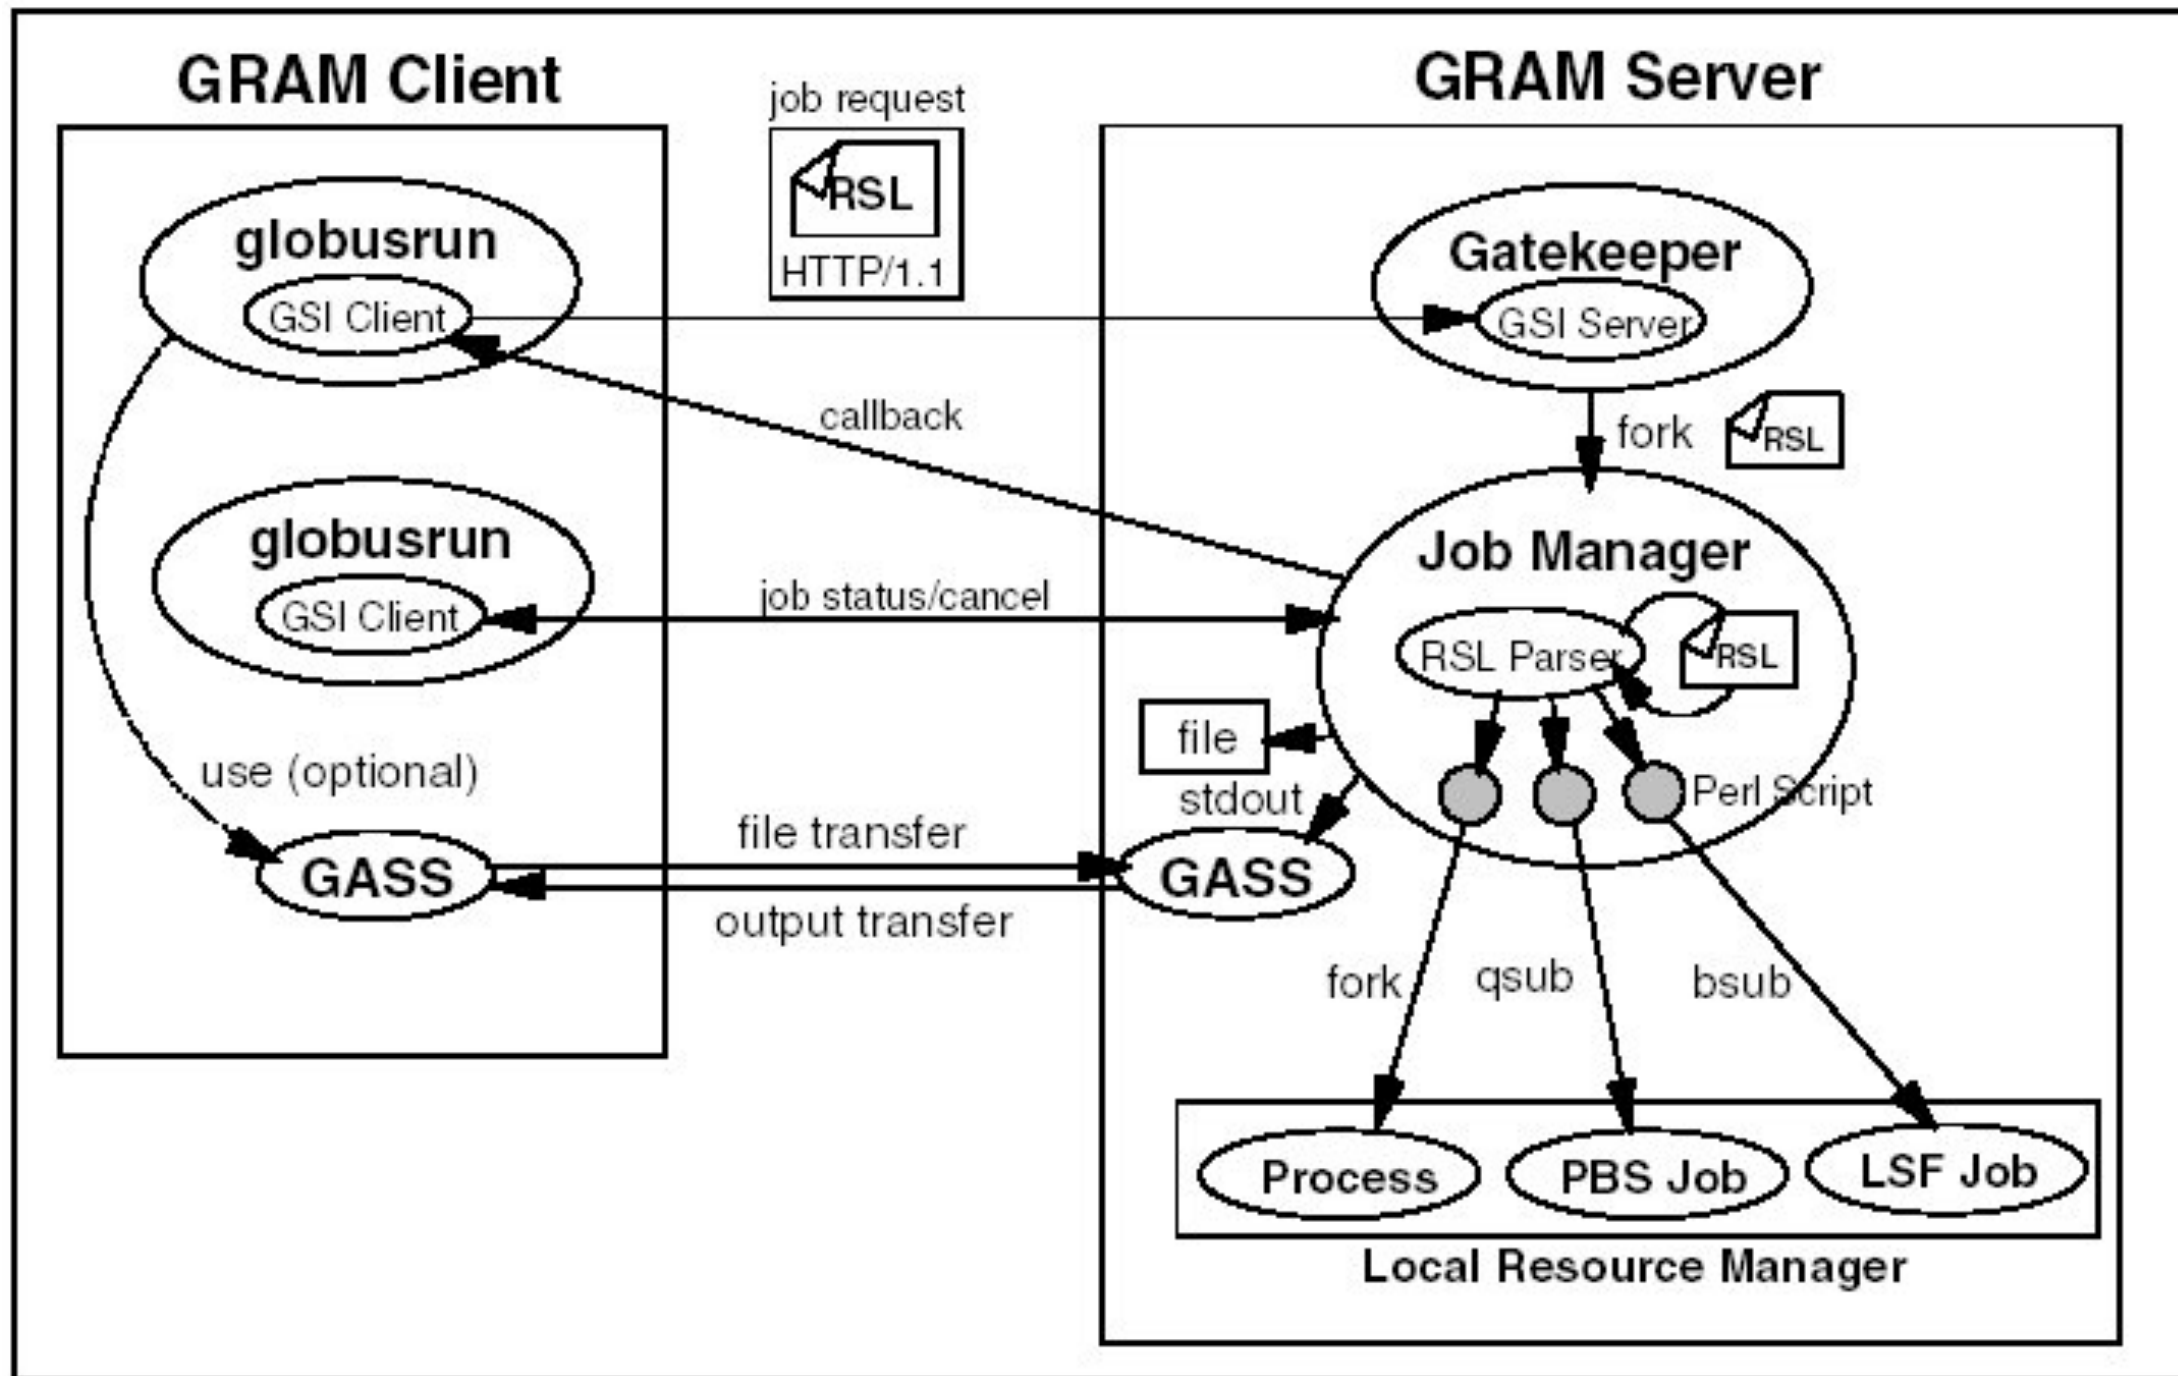 GRAM Client
job request
GRAM Server
RSL
HTTP/1.1
globusrun
GSI Client
Gatekeeper
GSI Server
callback
fork
RSL
globusrun
GSI Client
job status/cancel
Job Manager
RSL Parser
RSL
file
stdout
Perl Script
use (optional)
file transfer
GASS
GASS
output transfer
fork
qsub
bsub
Process
PBS Job
LSF Job
Local Resource Manager